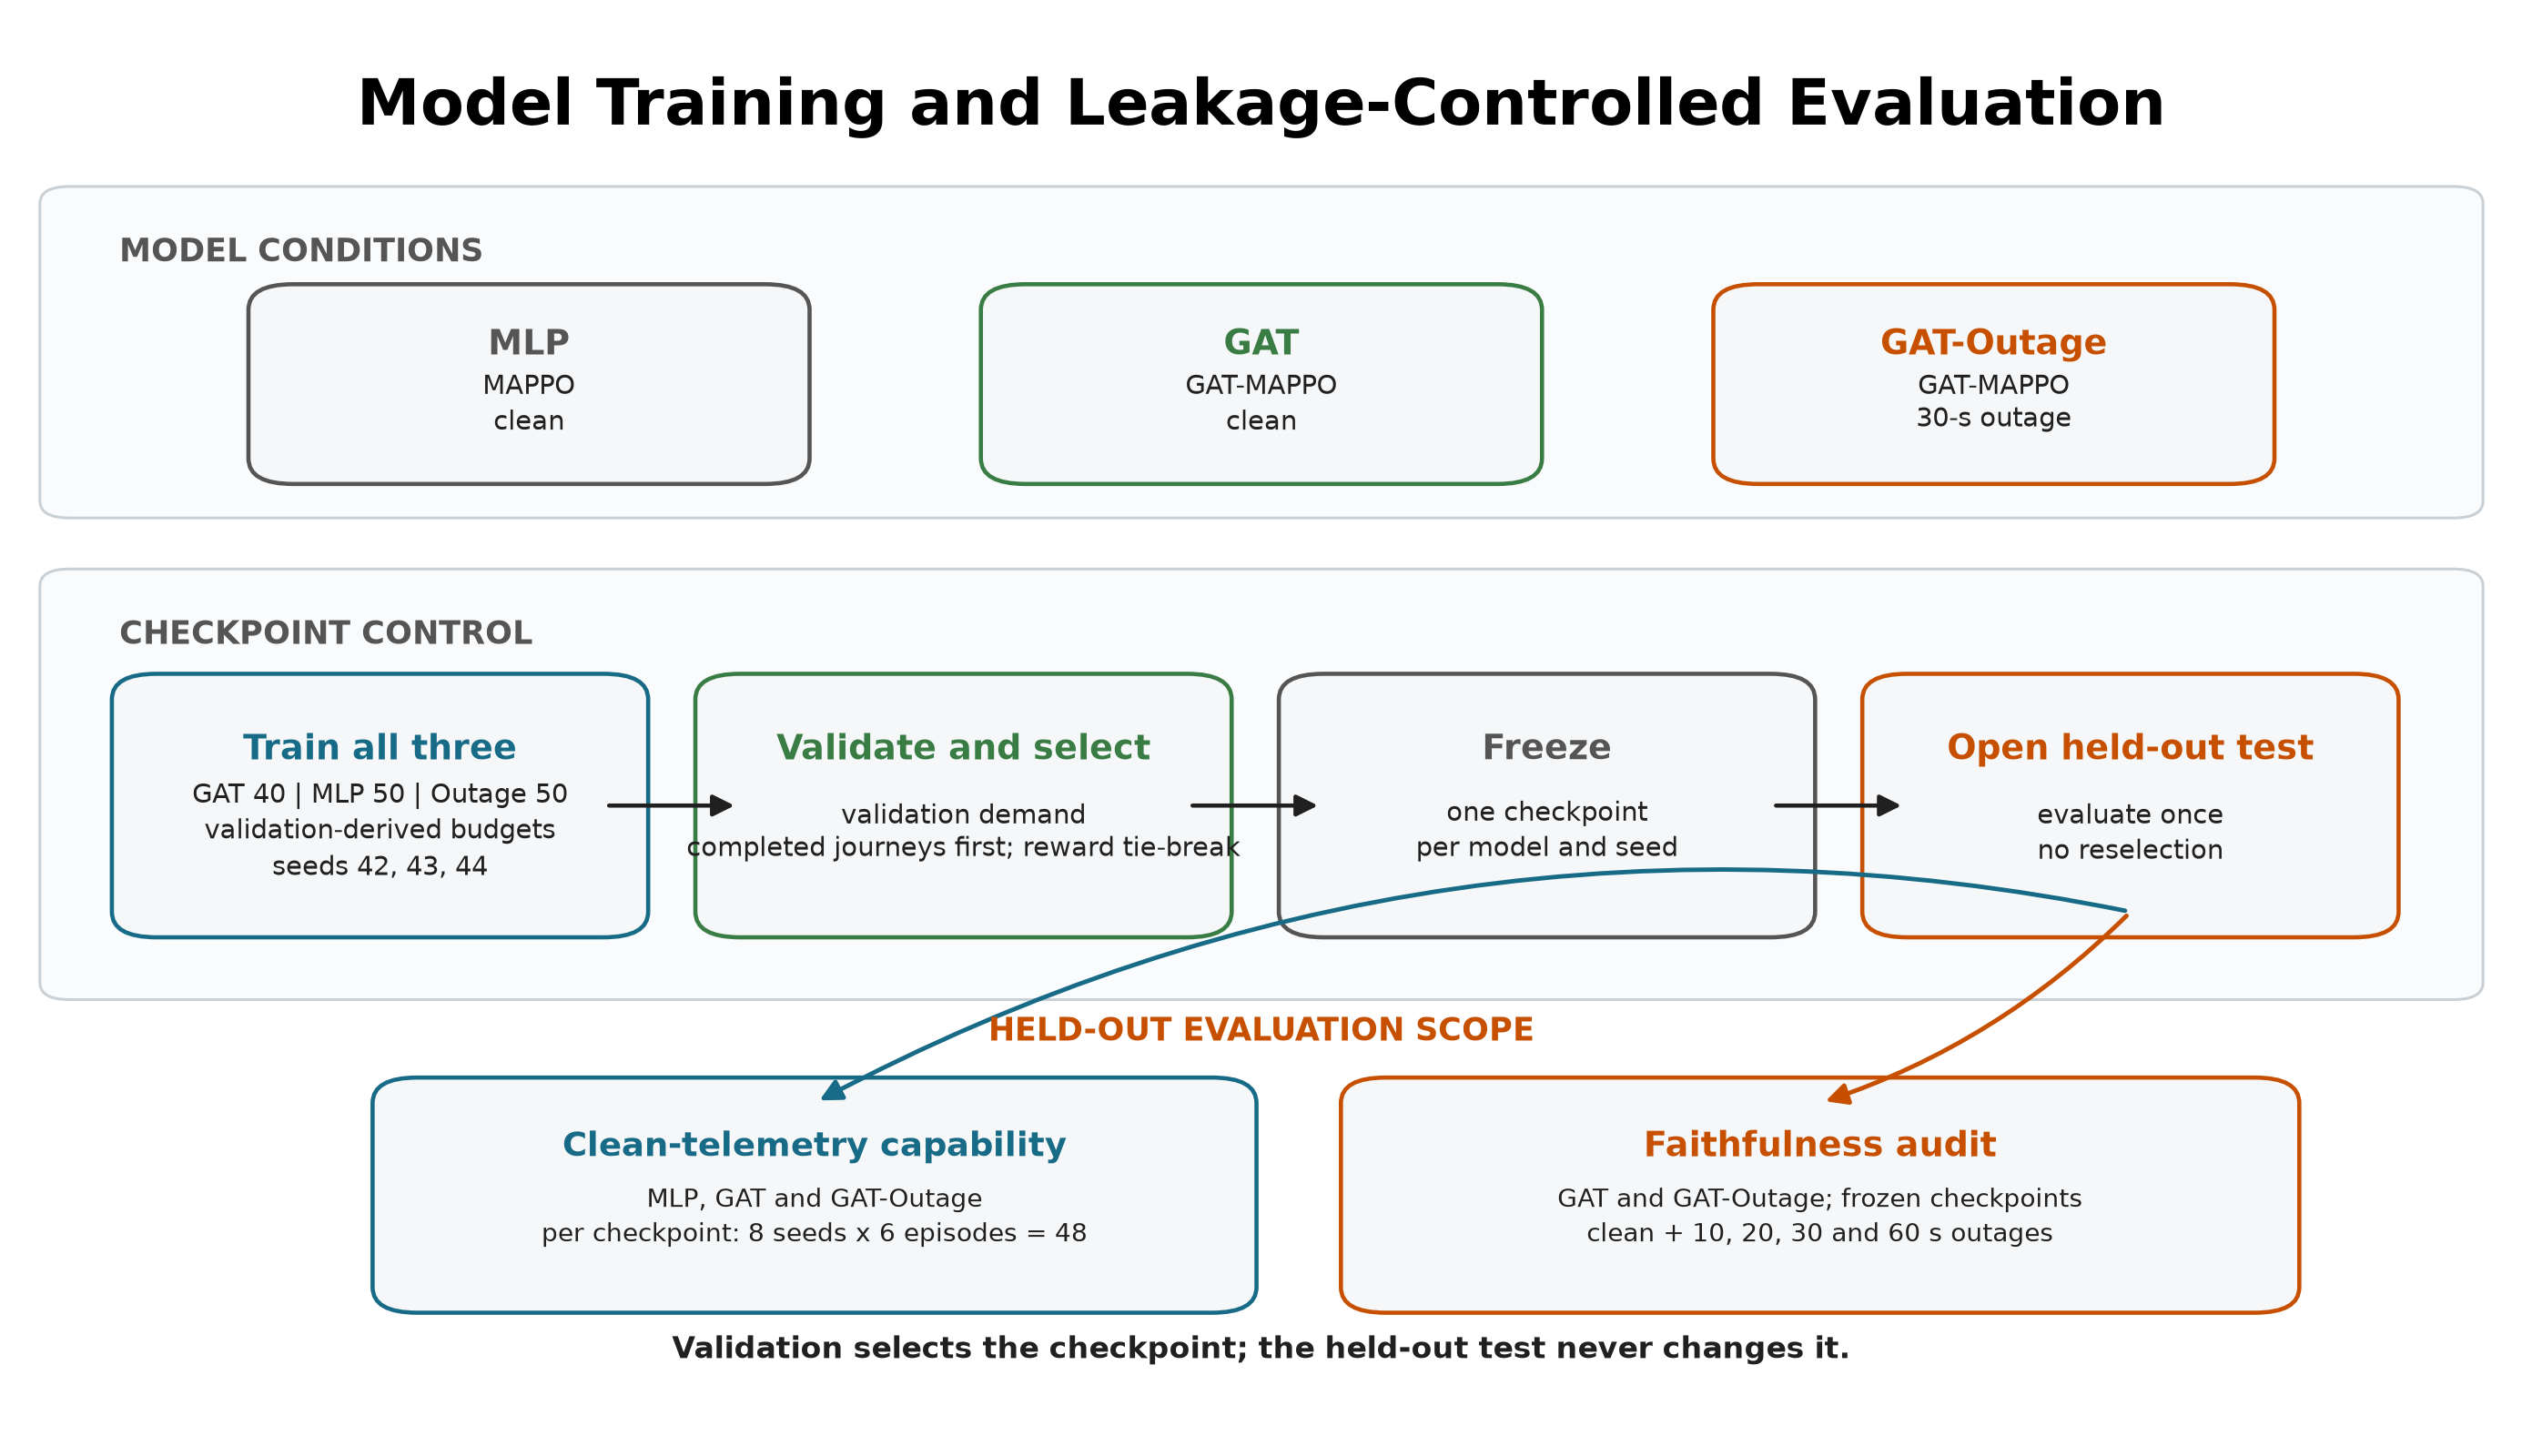 Model Training and Leakage-Controlled Evaluation
MODEL CONDITIONS
MLP
MAPPO
clean
GAT
GAT-MAPPO
clean
GAT-Outage
GAT-MAPPO
30-s outage
CHECKPOINT CONTROL
Train all three
GAT 40 | MLP 50 | Outage 50
validation-derived budgets
seeds 42, 43, 44
Validate and select
validation demand
completed journeys first; reward tie-break
Freeze
one checkpoint
per model and seed
Open held-out test
evaluate once
no reselection
HELD-OUT EVALUATION SCOPE
Clean-telemetry capability
MLP, GAT and GAT-Outage
per checkpoint: 8 seeds x 6 episodes = 48
Faithfulness audit
GAT and GAT-Outage; frozen checkpoints
clean + 10, 20, 30 and 60 s outages
Validation selects the checkpoint; the held-out test never changes it.